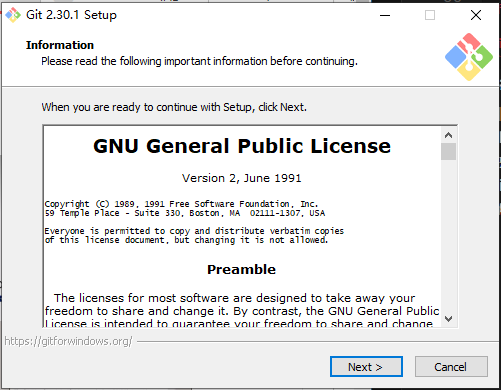 Git 2.30.1 Setup
Information
Please read the following important information before continuing.
When you are ready to continue with Setup, click Next.
GNU General Public License
Version 2, June 1991
Copyright (C) 1989, 1991 Free Software Foundation, Inc.
59 Temple Place - Suite 330, Boston, MA  02111-1307, USA
Everyone is permitted to copy and distribute verbatim copies
of this license document, but changing it is not allowed.
Preamble
The licenses for most software are designed to take away your
freedom to share and change it. By contrast, the GNU General Public
License is intended to guarantee your freedom to share and change
https://gitforwindows.org/
Next >
Cancel